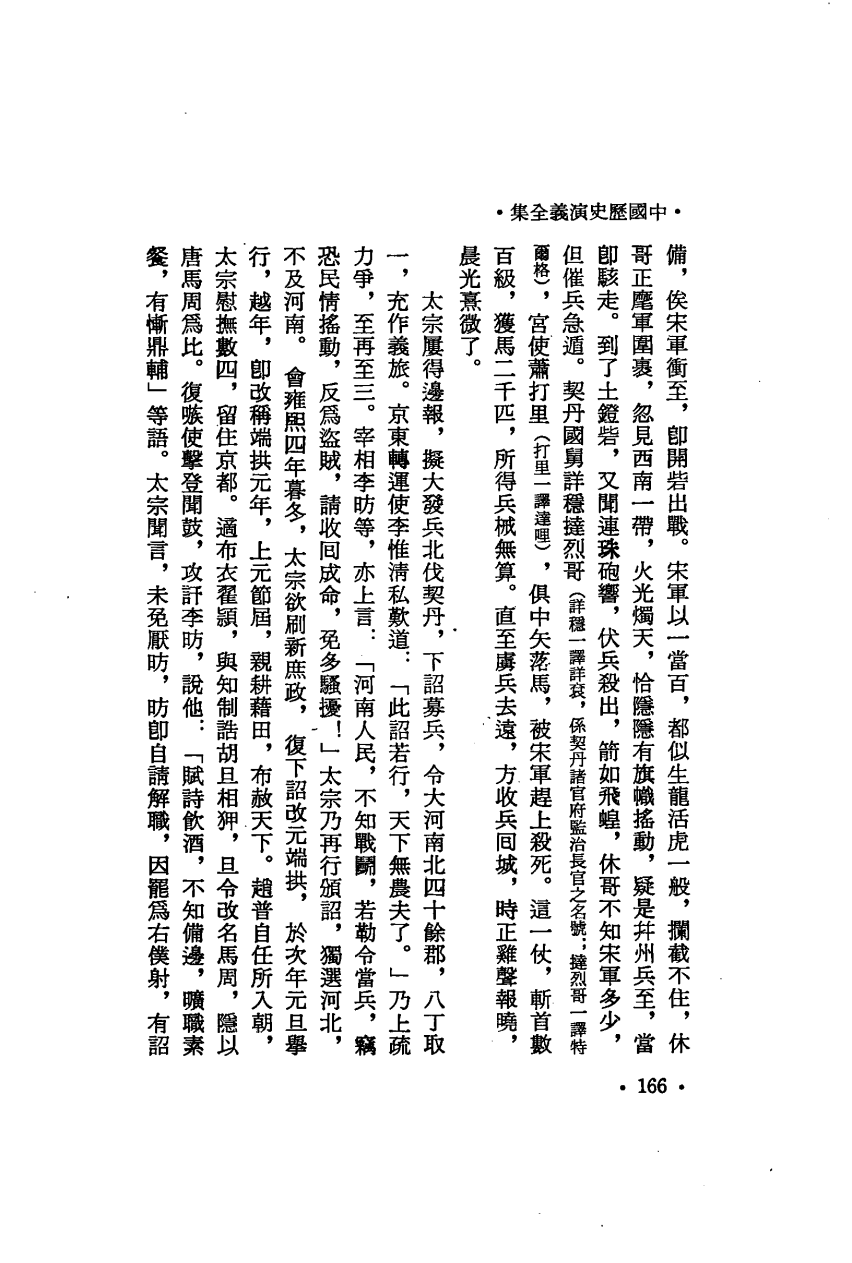 •中國歷史演義全集•
備，俟宋軍衝至，卽開砦出戰。宋軍以一當百，都似生龍活虎一般，攔截不住，休
哥正麾軍圍裹，忽見西南一帶，火光燭天，恰隱隱有旗幟搖動，疑是幷州兵至，當
卽駭走。到了土鐙砦，又聞連珠砲響，伏兵殺出，箭如飛蝗，休哥不知宋軍多少，
但催兵急遁。契丹國舅詳穩撻烈哥（詳穩一譯詳袞，係契丹諸官府監治長官之名號；撻烈哥一譯特
爾格），宮使蕭打里（打里一譯達哩），俱中矢落馬，被宋軍趕上殺死。這一仗，斬首數
百級，獲馬二千匹，所得兵械無算。直至虜兵去遠，方收兵囘城，時正雞聲報曉，
晨光熹微了。
太宗屢得邊報，擬大發兵北伐契丹，下詔募兵，令大河南北四十餘郡，八丁取
一，充作義旅。京東轉運使李惟淸私歎道：「此詔若行，天下無農夫了。」乃上疏
力爭，至再至三。宰相李昉等，亦上言：「河南人民，不知戰鬭，若勒令當兵，竊
恐民情搖動，反爲盜賊，請收囘成命，免多騷擾！」太宗乃再行頒詔，獨選河北，
不及河南。會雍熙四年暮冬，太宗欲刷新庶政，復下詔改元端拱，於次年元旦舉
行，越年，卽改稱端拱元年，上元節屆，親耕藉田，布赦天下。趙普自任所入朝，
太宗慰撫數四，留住京都。適布衣翟頴，與知制誥胡旦相狎，旦令改名馬周，隱以
唐馬周爲比。復嗾使擊登聞鼓，攻訐李昉，說他：「賦詩飮酒，不知備邊，曠職素
餐，有慚鼎輔」等語。太宗聞言，未免厭昉，昉卽自請解職，因罷爲右僕射，有詔
•166•